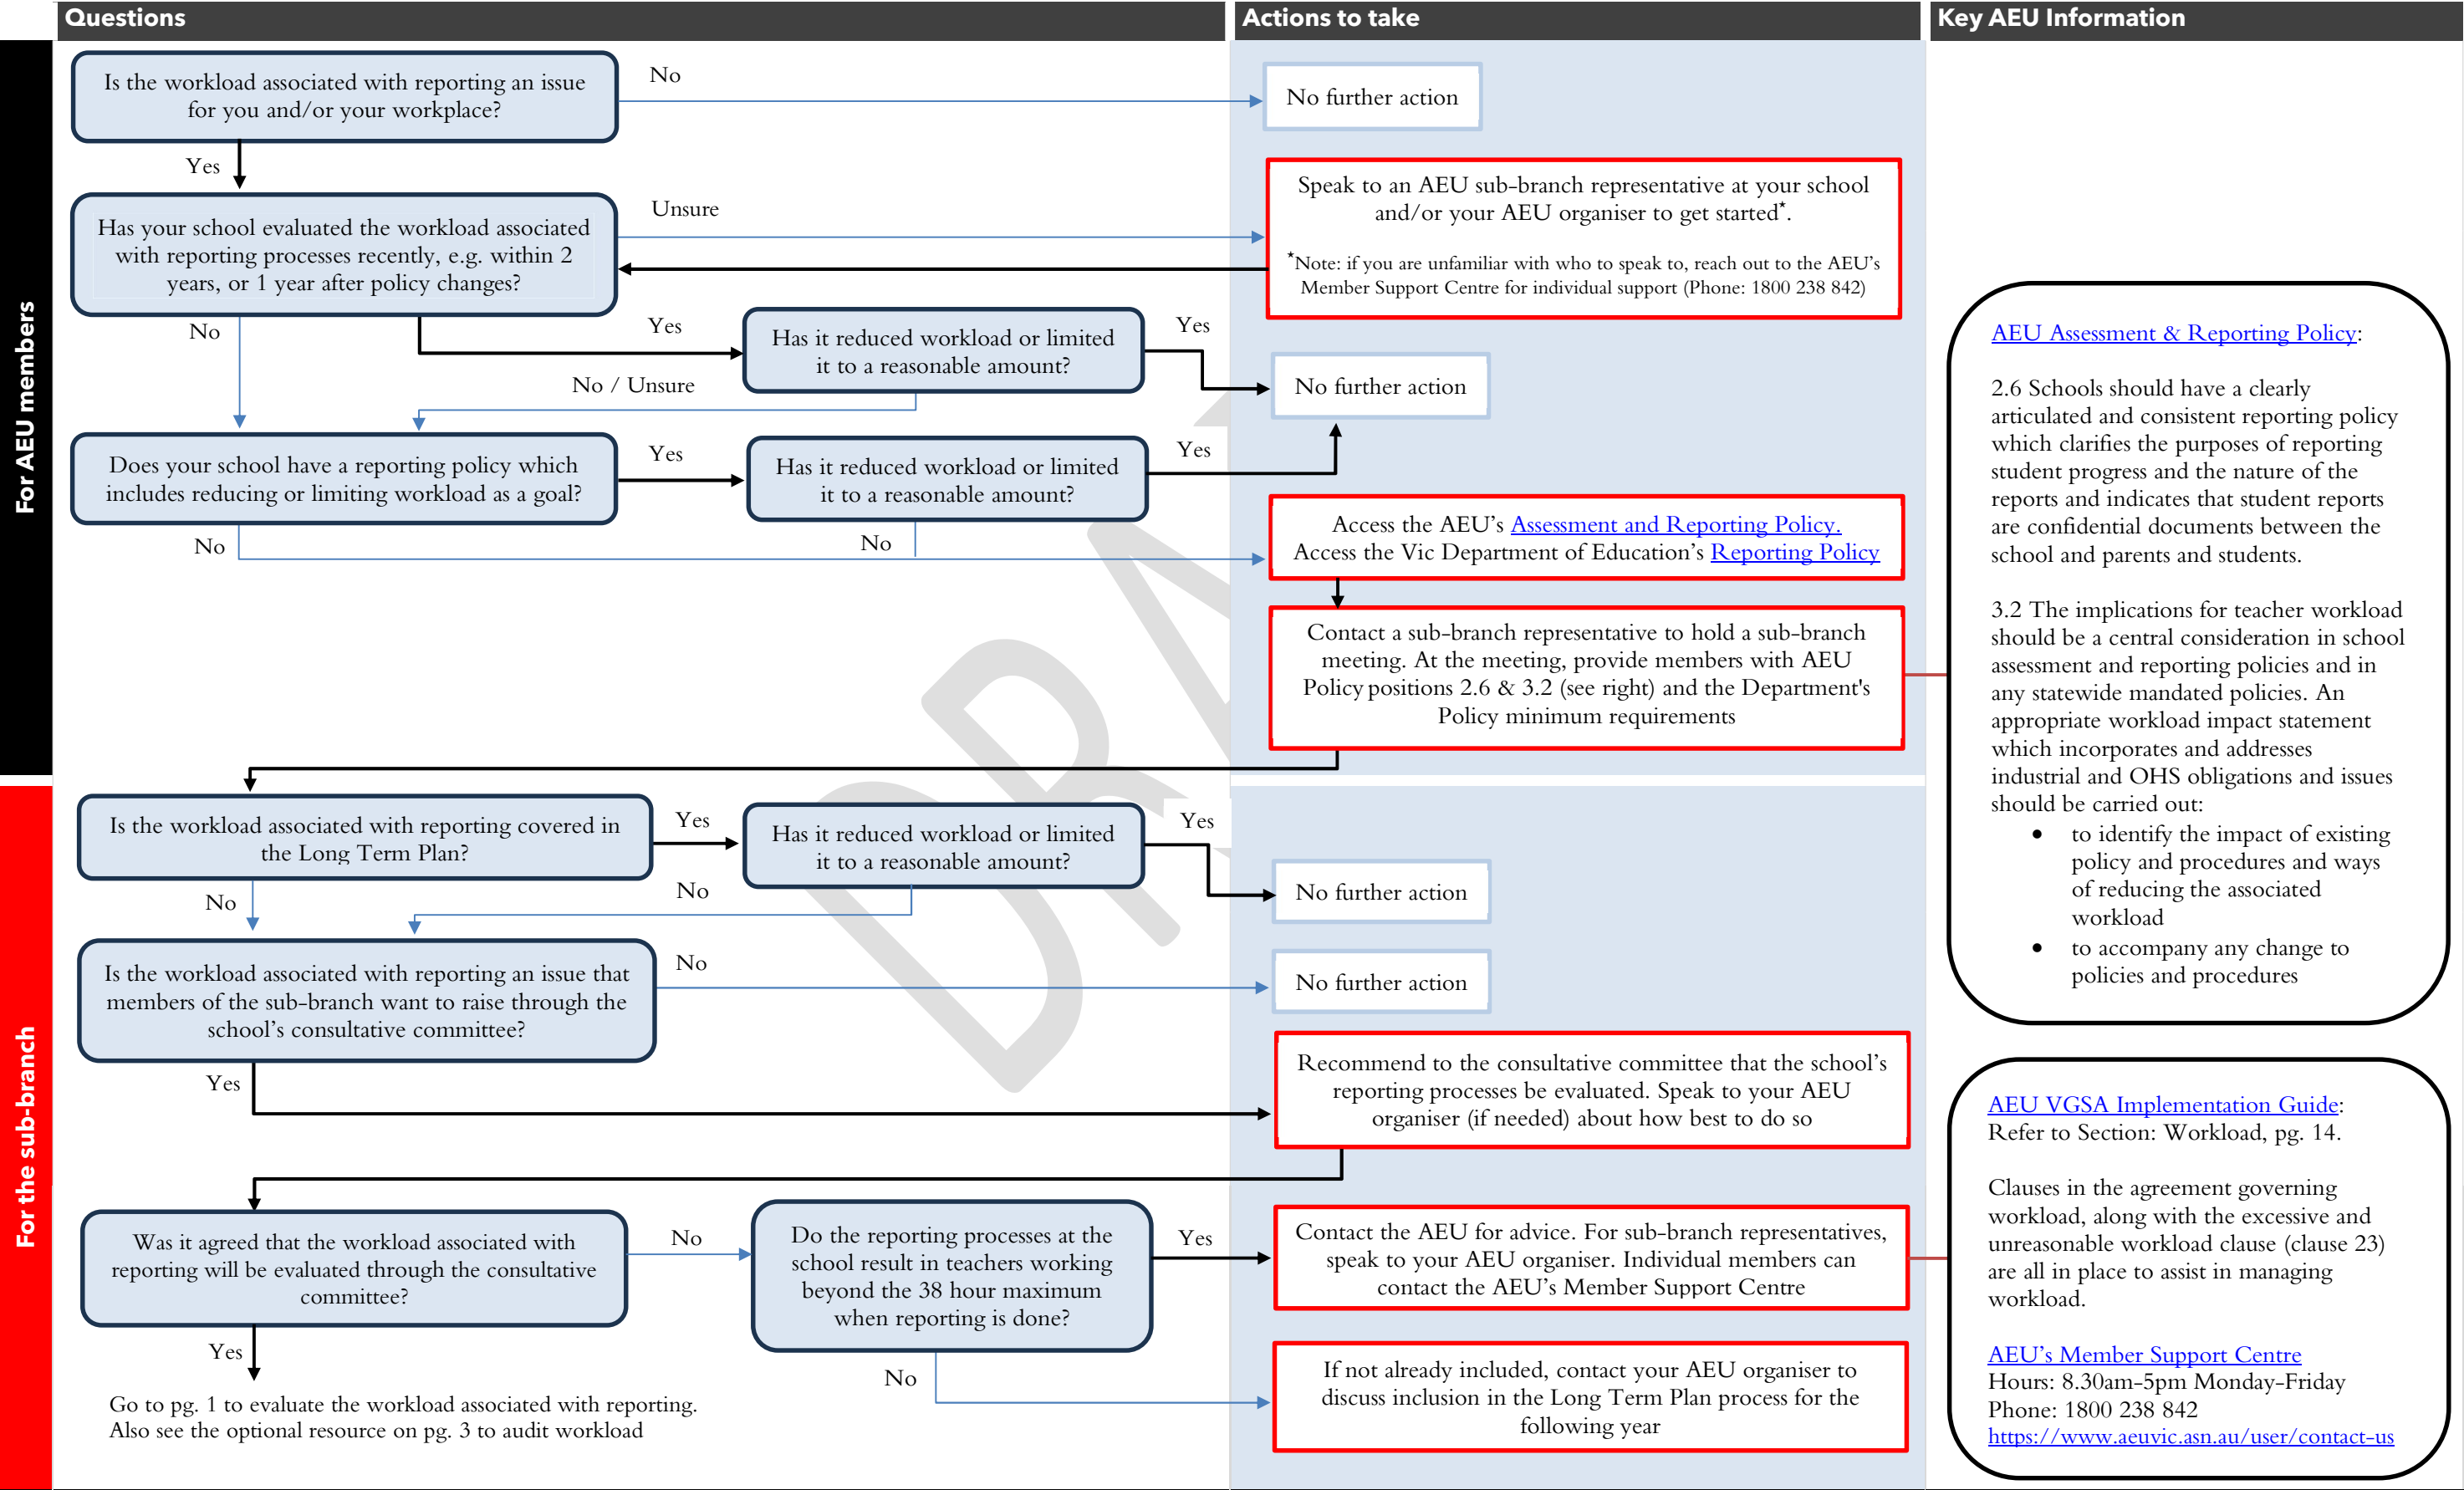 Questions
Actions to take
Key AEU Information
For AEU members
Is the workload associated with reporting an issue
for you and/or your workplace?
No
No further action
Yes
Has your school evaluated the workload associated
with reporting processes recently, e.g. within 2
years, or 1 year after policy changes?
Unsure
Speak to an AEU sub-branch representative at your school
and/or your AEU organiser to get started*.
*Note: if you are unfamiliar with who to speak to, reach out to the AEU's
Member Support Centre for individual support (Phone: 1800 238 842)
No
Yes
Has it reduced workload or limited
it to a reasonable amount?
Yes
No further action
No / Unsure
Does your school have a reporting policy which
includes reducing or limiting workload as a goal?
Yes
Has it reduced workload or limited
it to a reasonable amount?
Yes
No
No
Access the AEU's Assessment and Reporting Policy.
Access the Vic Department of Education's Reporting Policy
Contact a sub-branch representative to hold a sub-branch
meeting. At the meeting, provide members with AEU
Policy positions 2.6 & 3.2 (see right) and the Department's
Policy minimum requirements
AEU Assessment & Reporting Policy:
2.6 Schools should have a clearly
articulated and consistent reporting policy
which clarifies the purposes of reporting
student progress and the nature of the
reports and indicates that student reports
are confidential documents between the
school and parents and students.
3.2 The implications for teacher workload
should be a central consideration in school
assessment and reporting policies and in
any statewide mandated policies. An
appropriate workload impact statement
which incorporates and addresses
industrial and OHS obligations and issues
should be carried out:
• to identify the impact of existing
policy and procedures and ways
of reducing the associated
workload
• to accompany any change to
policies and procedures
For the sub-branch
Is the workload associated with reporting covered in
the Long Term Plan?
Yes
Has it reduced workload or limited
it to a reasonable amount?
Yes
No further action
No
No
Is the workload associated with reporting an issue that
members of the sub-branch want to raise through the
school's consultative committee?
No
No further action
Yes
Recommend to the consultative committee that the school's
reporting processes be evaluated. Speak to your AEU
organiser (if needed) about how best to do so
Was it agreed that the workload associated with
reporting will be evaluated through the consultative
committee?
No
Do the reporting processes at the
school result in teachers working
beyond the 38 hour maximum
when reporting is done?
Yes
Contact the AEU for advice. For sub-branch representatives,
speak to your AEU organiser. Individual members can
contact the AEU's Member Support Centre
Yes
No
If not already included, contact your AEU organiser to
discuss inclusion in the Long Term Plan process for the
following year
Go to pg. 1 to evaluate the workload associated with reporting.
Also see the optional resource on pg. 3 to audit workload
AEU VGSA Implementation Guide:
Refer to Section: Workload, pg. 14.
Clauses in the agreement governing
workload, along with the excessive and
unreasonable workload clause (clause 23)
are all in place to assist in managing
workload.
AEU's Member Support Centre
Hours: 8.30am-5pm Monday-Friday
Phone: 1800 238 842
https://www.aeuvic.asn.au/user/contact-us